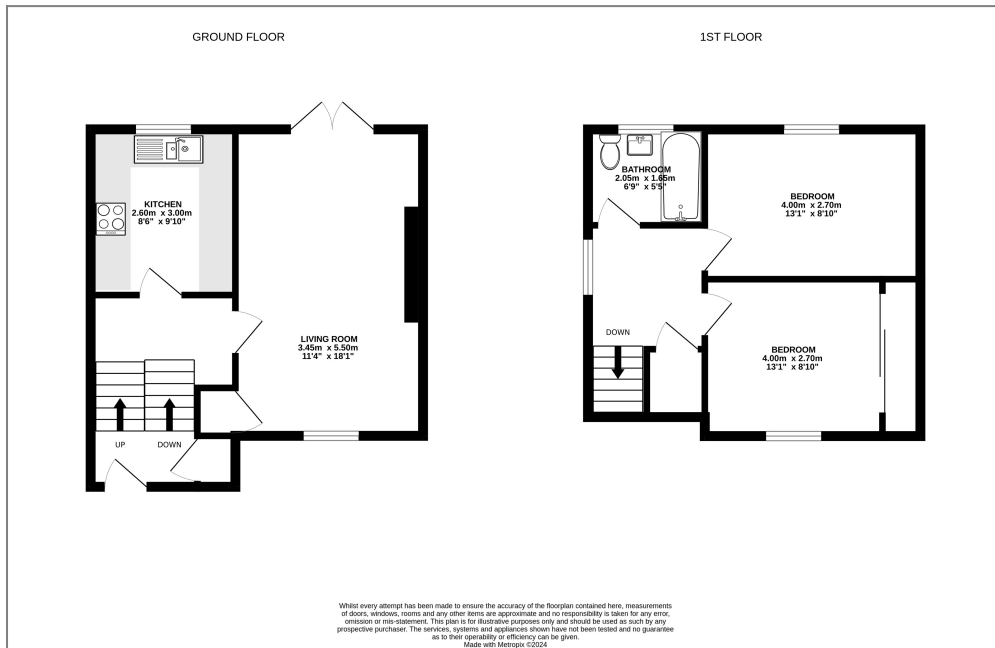 GROUND FLOOR
1ST FLOOR
KITCHEN
2.60m x 3.00m
8'6" x 9'10"
LIVING ROOM
3.45m x 5.50m
11'4" x 18'1"
UP
DOWN
BATHROOM
2.05m x 1.65m
6'9" x 5'5"
BEDROOM
4.00m x 2.70m
13'1" x 8'10"
DOWN
BEDROOM
4.00m x 2.70m
13'1" x 8'10"
Whilst every attempt has been made to ensure the accuracy of the floorplan contained here, measurements
of doors, windows, rooms and any other items are approximate and no responsibility is taken for any error,
omission or mis-statement. This plan is for illustrative purposes only and should be used as such by any
prospective purchaser. The services, systems and appliances shown have not been tested and no guarantee
as to their operability or efficiency can be given.
Made with Metropix ©2024